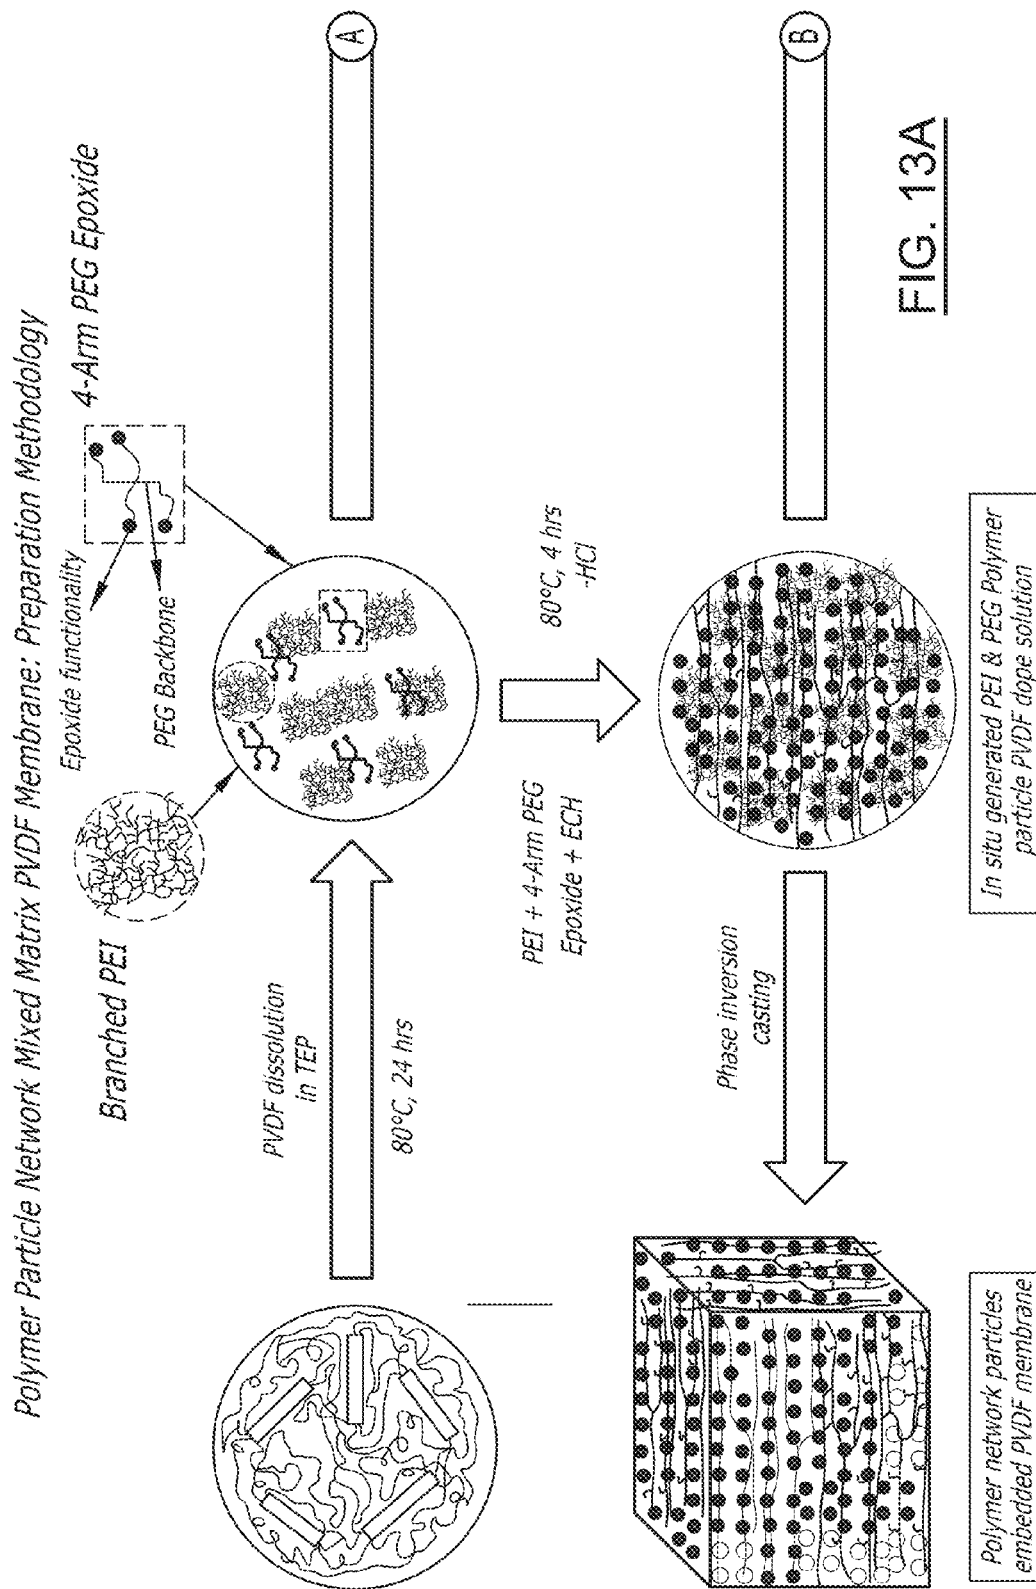 Polymer Particle Network Mixed Matrix PVDF Membrane: Preparation Methodology
Branched PEI
Epoxide functionality
PEG Backbone
4-Arm PEG Epoxide
PVDF dissolution
in TEP
80°C, 24 hrs
A
PEI + 4-Arm PEG
Epoxide + ECH
80°C, 4 hrs
-HCl
Phase inversion
casting
B
Polymer network particles
embedded PVDF membrane
In situ generated PEI & PEG Polymer
particle PVDF dope solution
FIG. 13A